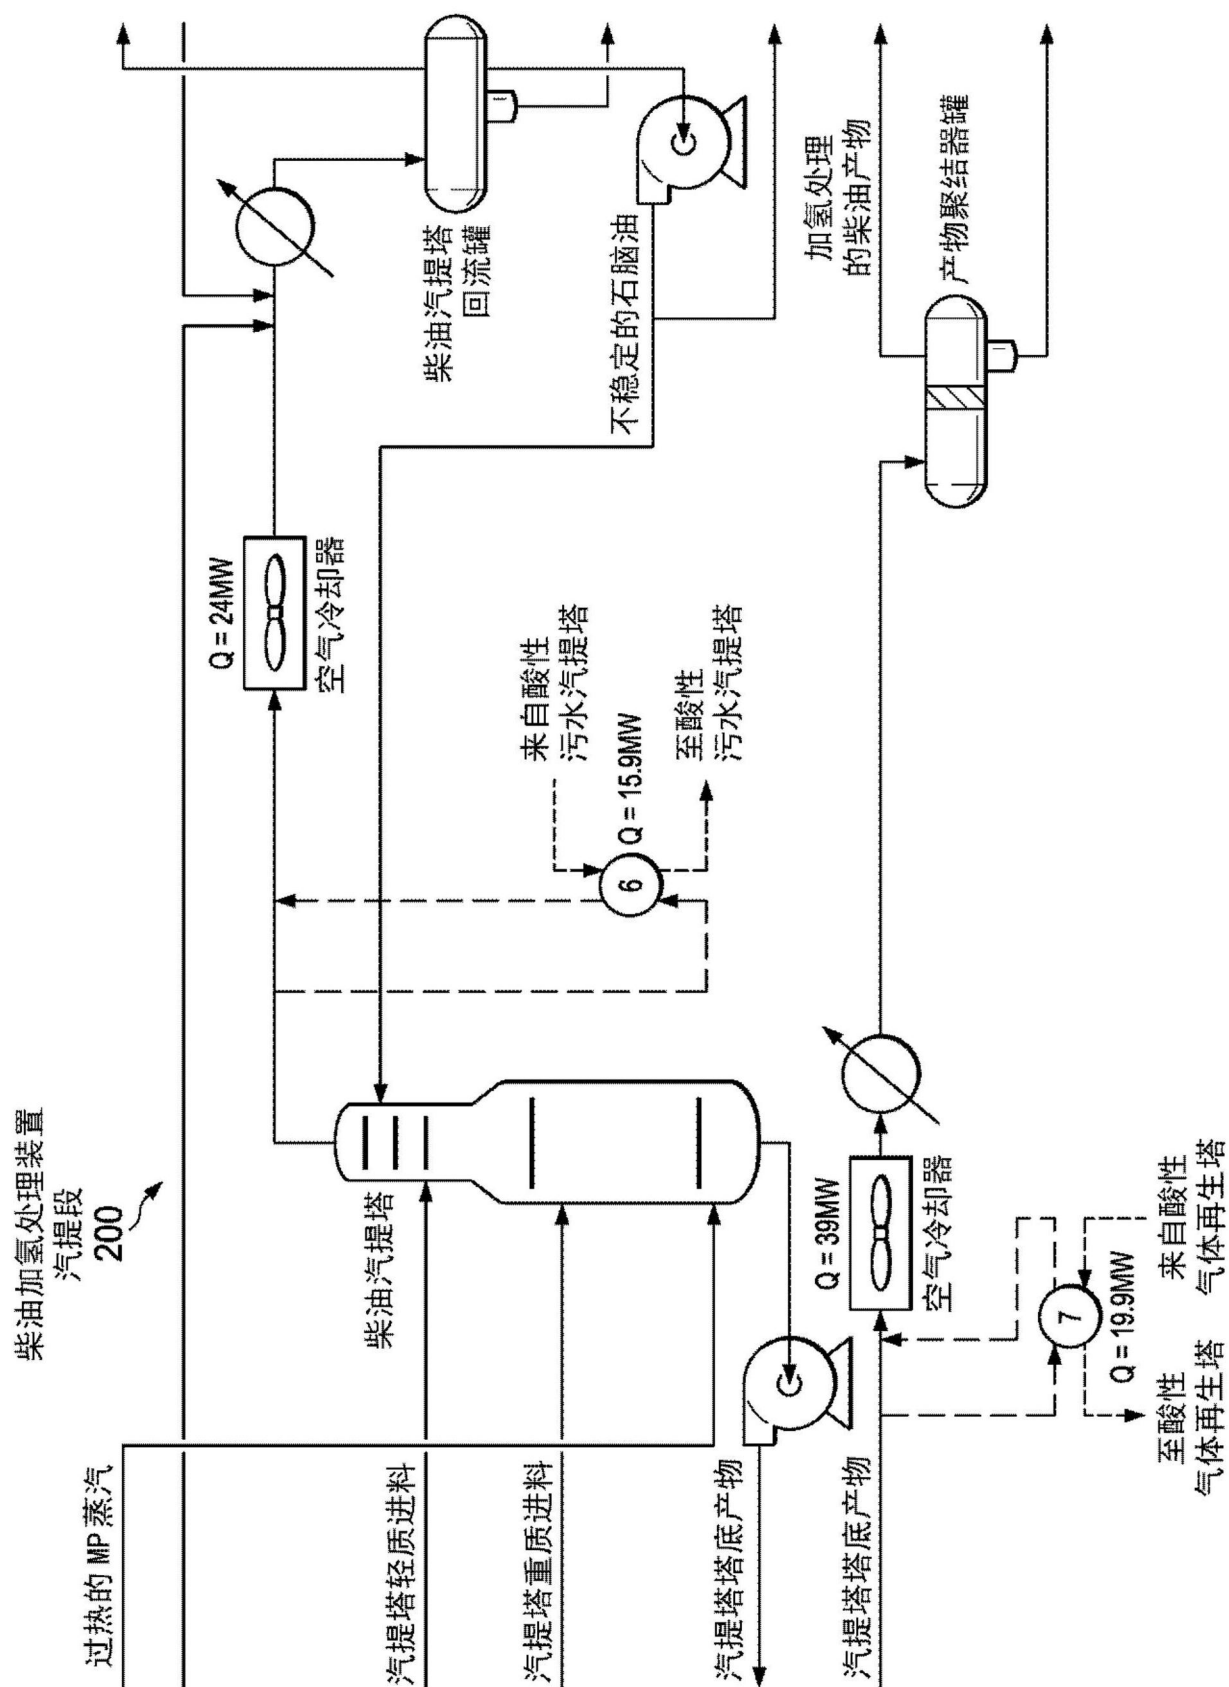 柴油加氢处理装置
汽提段
200
过热的MP蒸汽
汽提塔轻质进料
汽提塔重质进料
汽提塔塔底产物
汽提塔塔底产物
柴油汽提塔
Q = 24MW
空气冷却器
柴油汽提塔
回流罐
不稳定的石脑油
来自酸性
污水汽提塔
6
Q = 15.9MW
至酸性
污水汽提塔
加氢处理
的柴油产物
产物聚结器罐
Q = 39MW
空气冷却器
7
Q = 19.9MW
来自酸性
气体再生塔
至酸性
气体再生塔